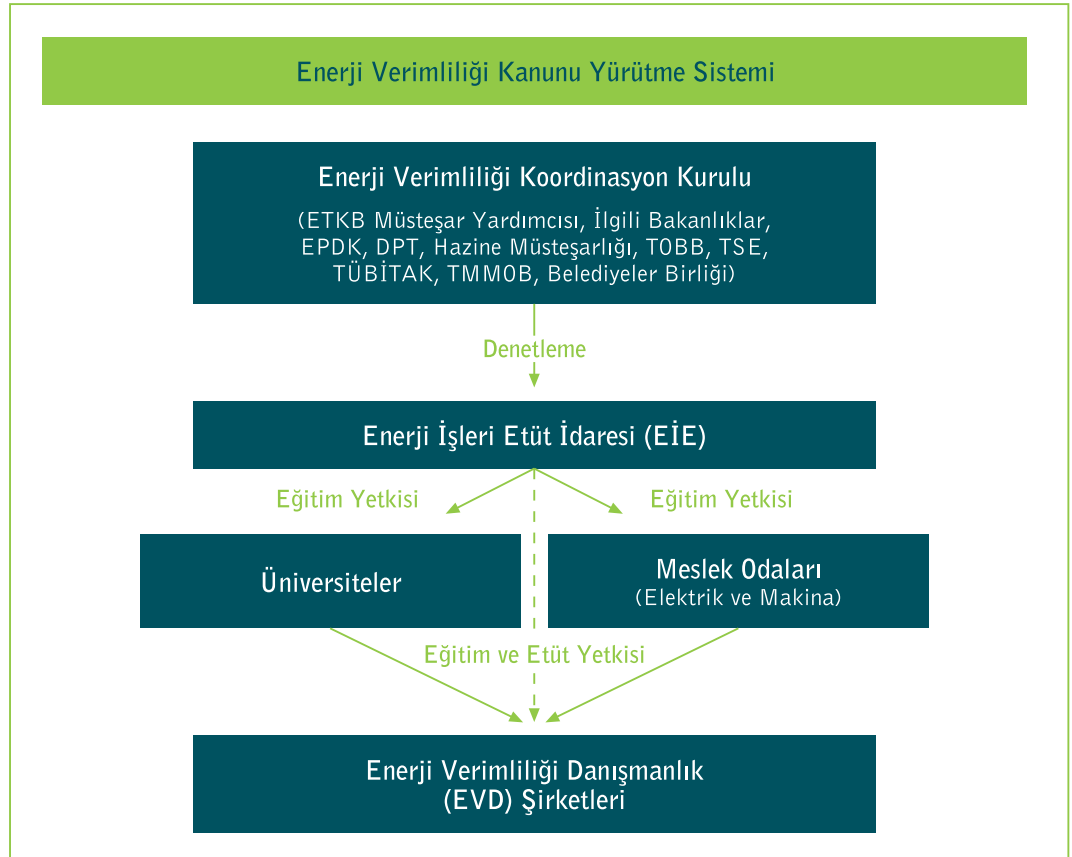 Enerji Verimliliği Kanunu Yürütme Sistemi
Enerji Verimliliği Koordinasyon Kurulu
(ETKB Müsteşar Yardımcısı, İlgili Bakanlıklar,
EPDK, DPT, Hazine Müsteşarlığı, TOBB, TSE,
TÜBİTAK, TMMOB, Belediyeler Birliği)
Denetleme
Enerji İşleri Etüt İdaresi (EİE)
Eğitim Yetkisi
Eğitim Yetkisi
Üniversiteler
Meslek Odaları
(Elektrik ve Makina)
Eğitim ve Etüt Yetkisi
Enerji Verimliliği Danışmanlık
(EVD) Şirketleri